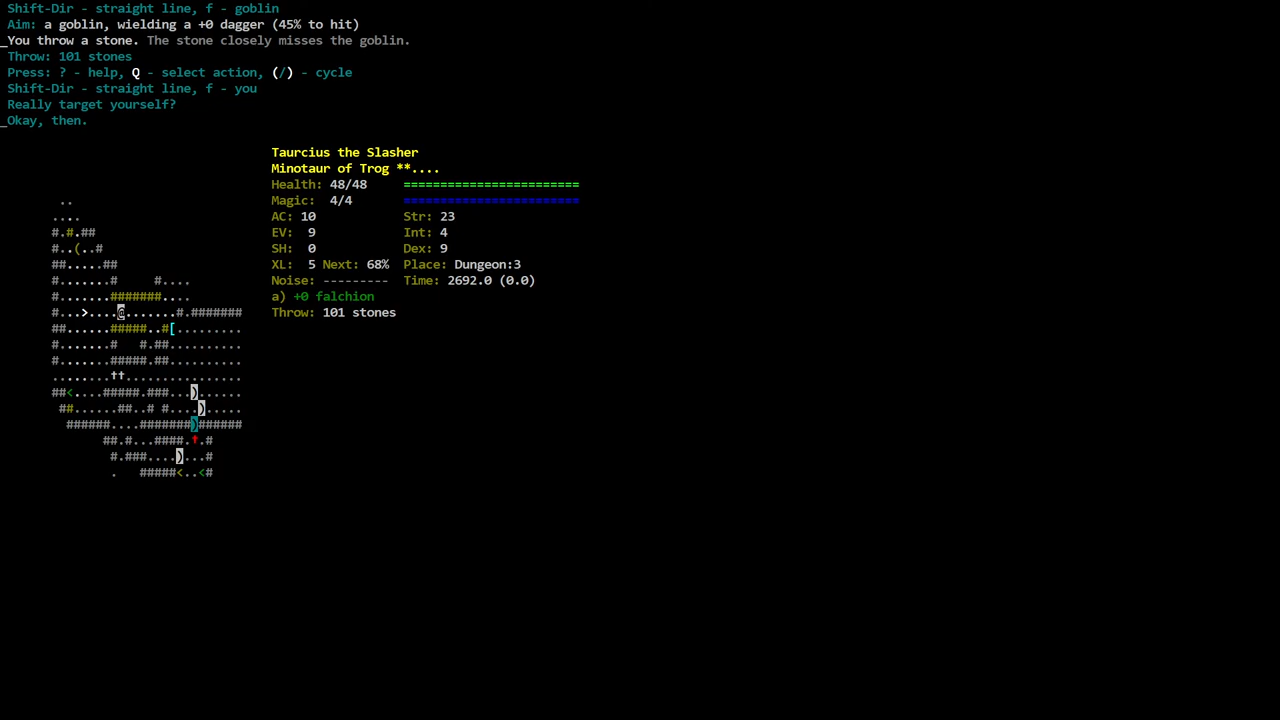 Shift-Dir - straight line, f - goblin
Aim: a goblin, wielding a +0 dagger (45% to hit)
_You throw a stone. The stone closely misses the goblin.
Throw: 101 stones
Press: ? - help, Q - select action, (/) - cycle
Shift-Dir - straight line, f - you
Really target yourself?
_Okay, then.
Taurcius the Slasher
Minotaur of Trog **....
Health: 48/48 ========================
Magic: 4/4 ========================
AC: 10 Str: 23
EV: 9 Int: 4
SH: 0 Dex: 9
XL: 5 Next: 68% Place: Dungeon:3
Noise: --------- Time: 2692.0 (0.0)
a) +0 falchion
Throw: 101 stones
..
....
#.#.##
#..(..#
##.....##
#.......# #....
#.......#######....
#...>....@.......#.#######
##......#####..#[.........
#.......# #.##..........
#.......#####.##..........
........††................
##<....#####.###...)......
##......##..# #....).....
######....#######)######
##.#...####.†.#
#.###....)...#
. #####<..<#